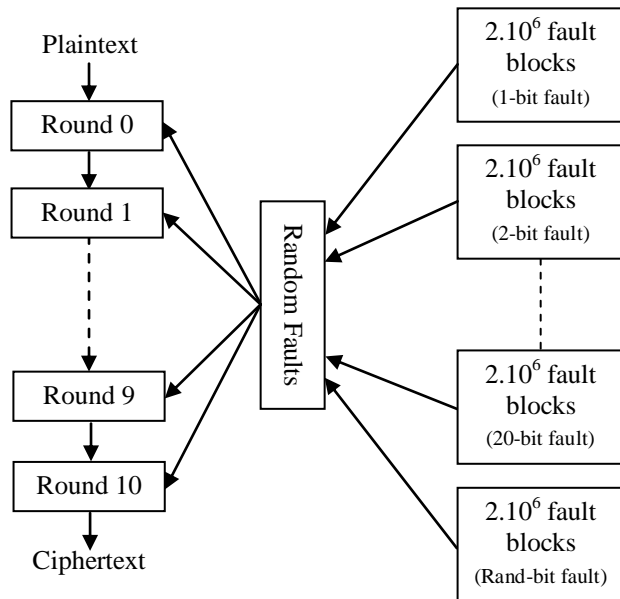 Plaintext
Round 0
Round 1
Round 9
Round 10
Ciphertext
Random Faults
2.10⁶ fault
blocks
(1-bit fault)
2.10⁶ fault
blocks
(2-bit fault)
2.10⁶ fault
blocks
(20-bit fault)
2.10⁶ fault
blocks
(Rand-bit fault)